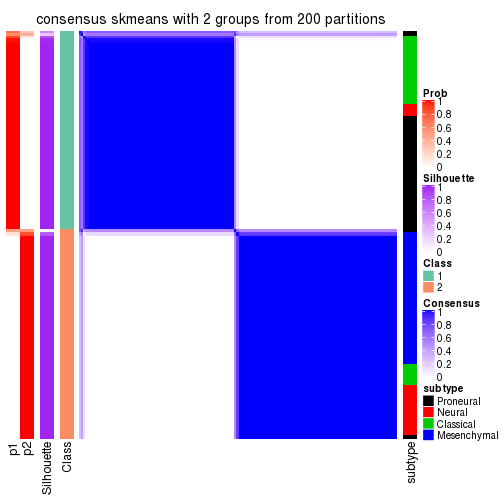 consensus skmeans with 2 groups from 200 partitions
Prob
1
0.8
0.6
0.4
0.2
0
Silhouette
1
0.8
0.6
0.4
0.2
0
Class
1
2
Consensus
1
0.8
0.6
0.4
0.2
0
subtype
Proneural
Neural
Classical
Mesenchymal
p1
p2
Silhouette
Class
subtype